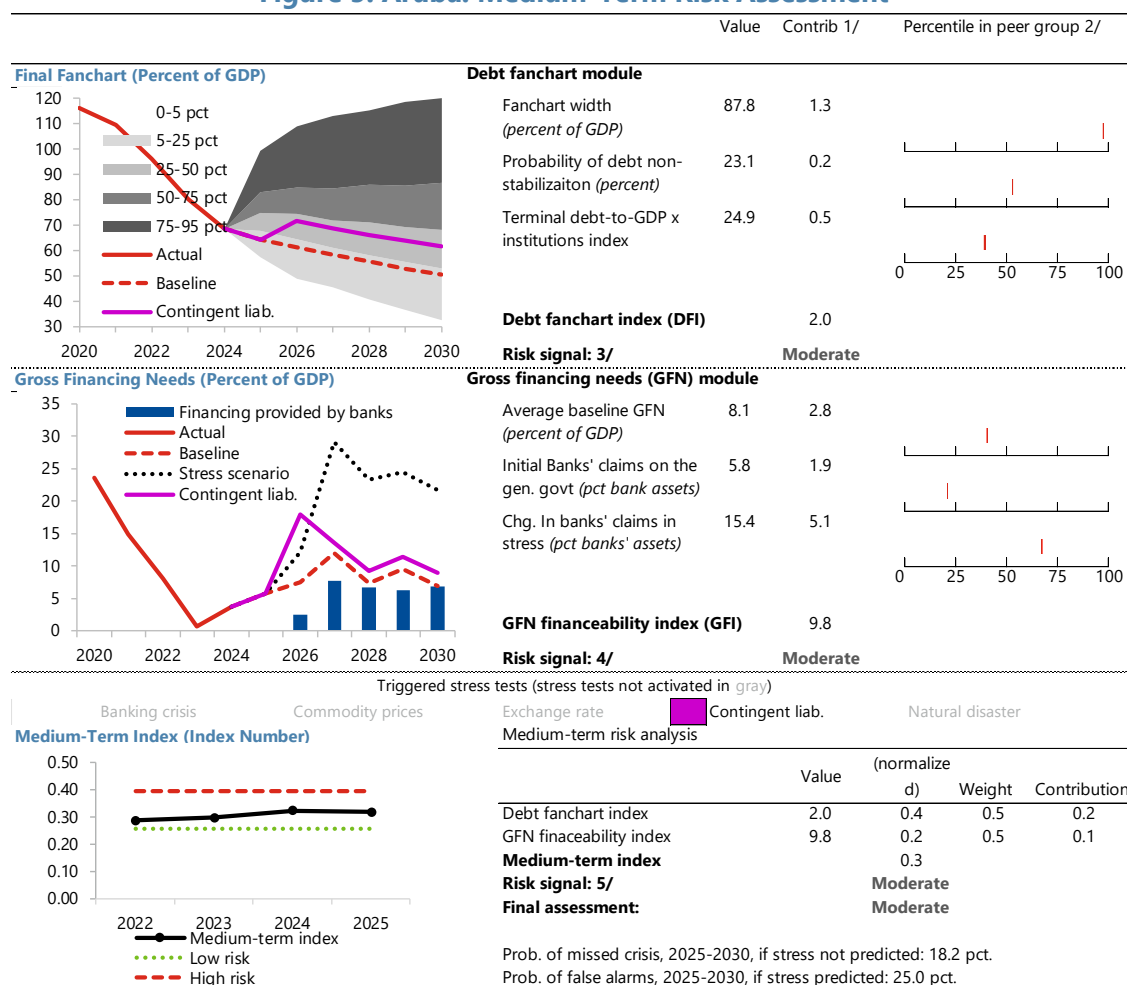 Figure 5. Aruba: Medium-Term Risk Assessment
Value Contrib 1/ Percentile in peer group 2/
Final Fanchart (Percent of GDP)
120
110
100
90
80
70
60
50
40
30
0-5 pct
5-25 pct
25-50 pct
50-75 pct
75-95 pct
Actual
Baseline
Contingent liab.
2020 2022 2024 2026 2028 2030
Debt fanchart module
Fanchart width 87.8 1.3
(percent of GDP)
Probability of debt non- 23.1 0.2
stabilizaiton (percent)
Terminal debt-to-GDP x 24.9 0.5
institutions index
0 25 50 75 100
Debt fanchart index (DFI) 2.0
Risk signal: 3/ Moderate
Gross Financing Needs (Percent of GDP)
35
30
25
20
15
10
5
0
Financing provided by banks
Actual
Baseline
Stress scenario
Contingent liab.
2020 2022 2024 2026 2028 2030
Gross financing needs (GFN) module
Average baseline GFN 8.1 2.8
(percent of GDP)
Initial Banks' claims on the 5.8 1.9
gen. govt (pct bank assets)
Chg. In banks' claims in 15.4 5.1
stress (pct banks' assets)
0 25 50 75 100
GFN financeability index (GFI) 9.8
Risk signal: 4/ Moderate
Triggered stress tests (stress tests not activated in gray)
Banking crisis Commodity prices Exchange rate Contingent liab. Natural disaster
Medium-Term Index (Index Number)
0.50
0.40
0.30
0.20
0.10
0.00
2022 2023 2024 2025
Medium-term index
Low risk
High risk
Medium-term risk analysis
Value (normalize
d) Weight Contribution
Debt fanchart index 2.0 0.4 0.5 0.2
GFN finaceability index 9.8 0.2 0.5 0.1
Medium-term index 0.3
Risk signal: 5/ Moderate
Final assessment: Moderate
Prob. of missed crisis, 2025-2030, if stress not predicted: 18.2 pct.
Prob. of false alarms, 2025-2030, if stress predicted: 25.0 pct.